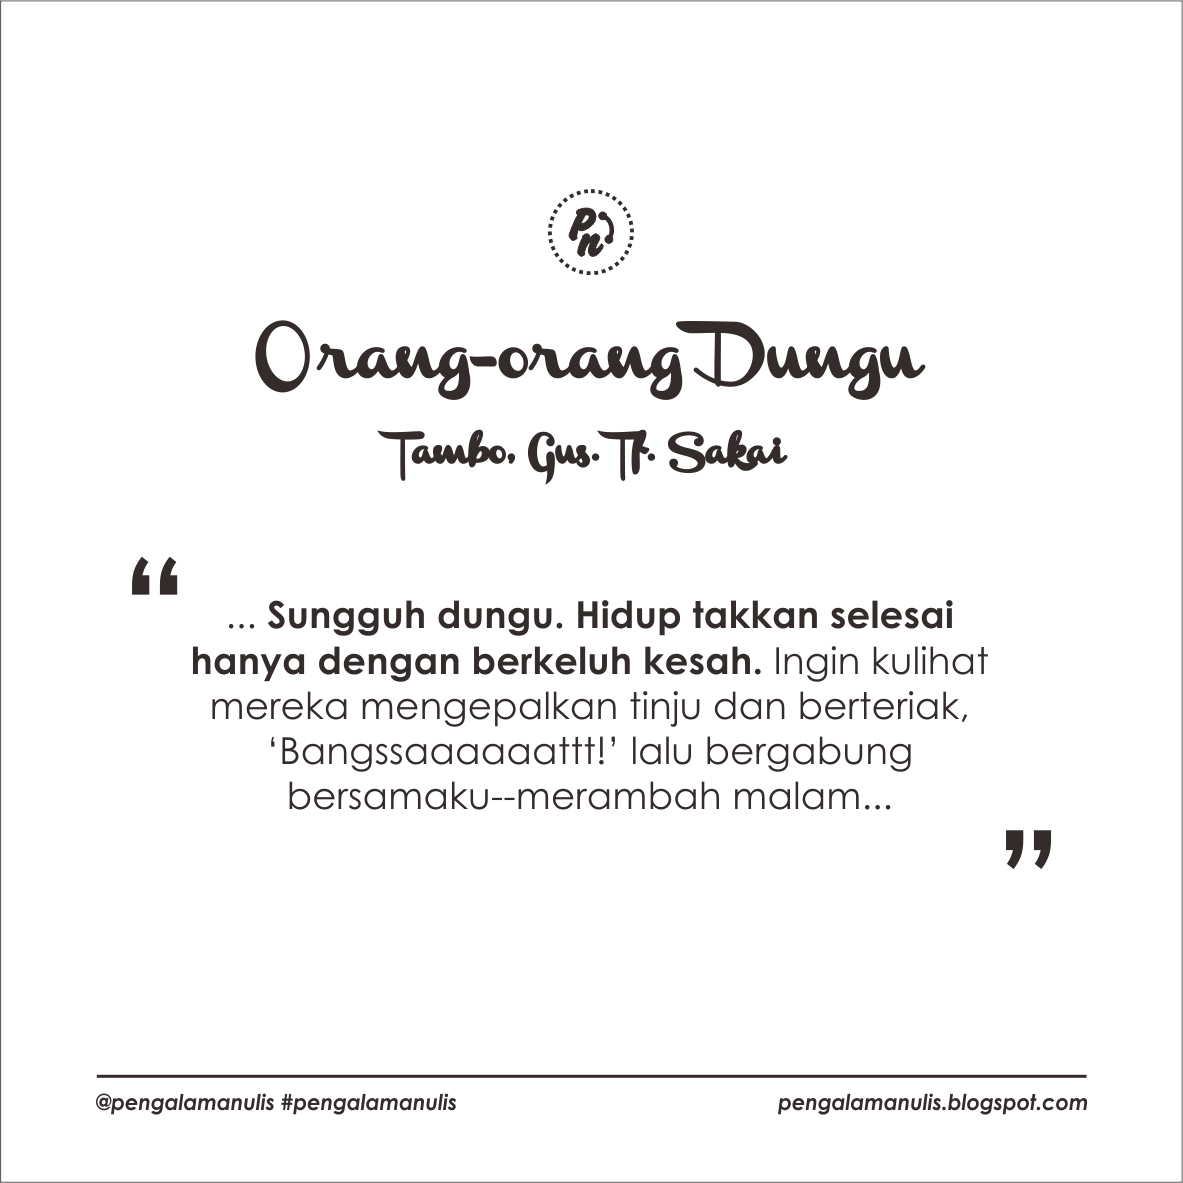 Pn
Orang-orang Dungu
Tambo, Gus. Tf. Sakai
“
... Sungguh dungu. Hidup takkan selesai
hanya dengan berkeluh kesah. Ingin kulihat
mereka mengepalkan tinju dan berteriak,
‘Bangssaaaaaattt!’ lalu bergabung
bersamaku--merambah malam...
”
@pengalamanulis #pengalamanulis
pengalamanulis.blogspot.com